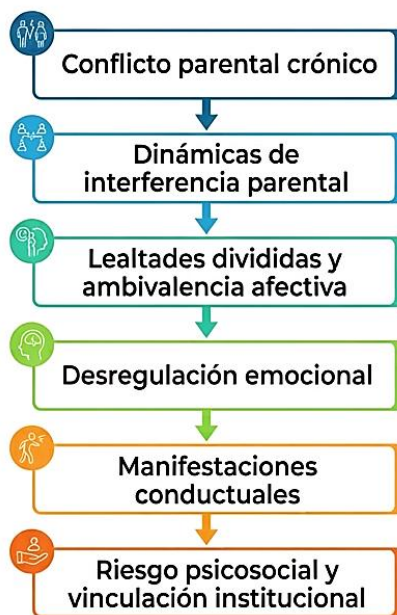 Conflicto parental crónico
Dinámicas de
interferencia parental
Lealtades divididas y
ambivalencia afectiva
Desregulación emocional
Manifestaciones
conductuales
Riesgo psicosocial y
vinculación institucional